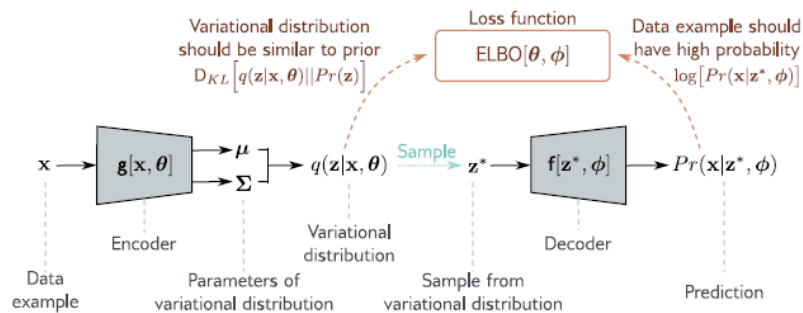 Variational distribution
should be similar to prior
D_KL[q(z|x, θ)||Pr(z)]
Loss function
ELBO[θ, ϕ]
Data example should
have high probability
log[Pr(x|z*, ϕ)]
x
g[x, θ]
μ
Σ
q(z|x, θ)
Sample
z*
f[z*, ϕ]
Pr(x|z*, ϕ)
Encoder
Variational
distribution
Decoder
Data
example
Parameters of
variational distribution
Sample from
variational distribution
Prediction